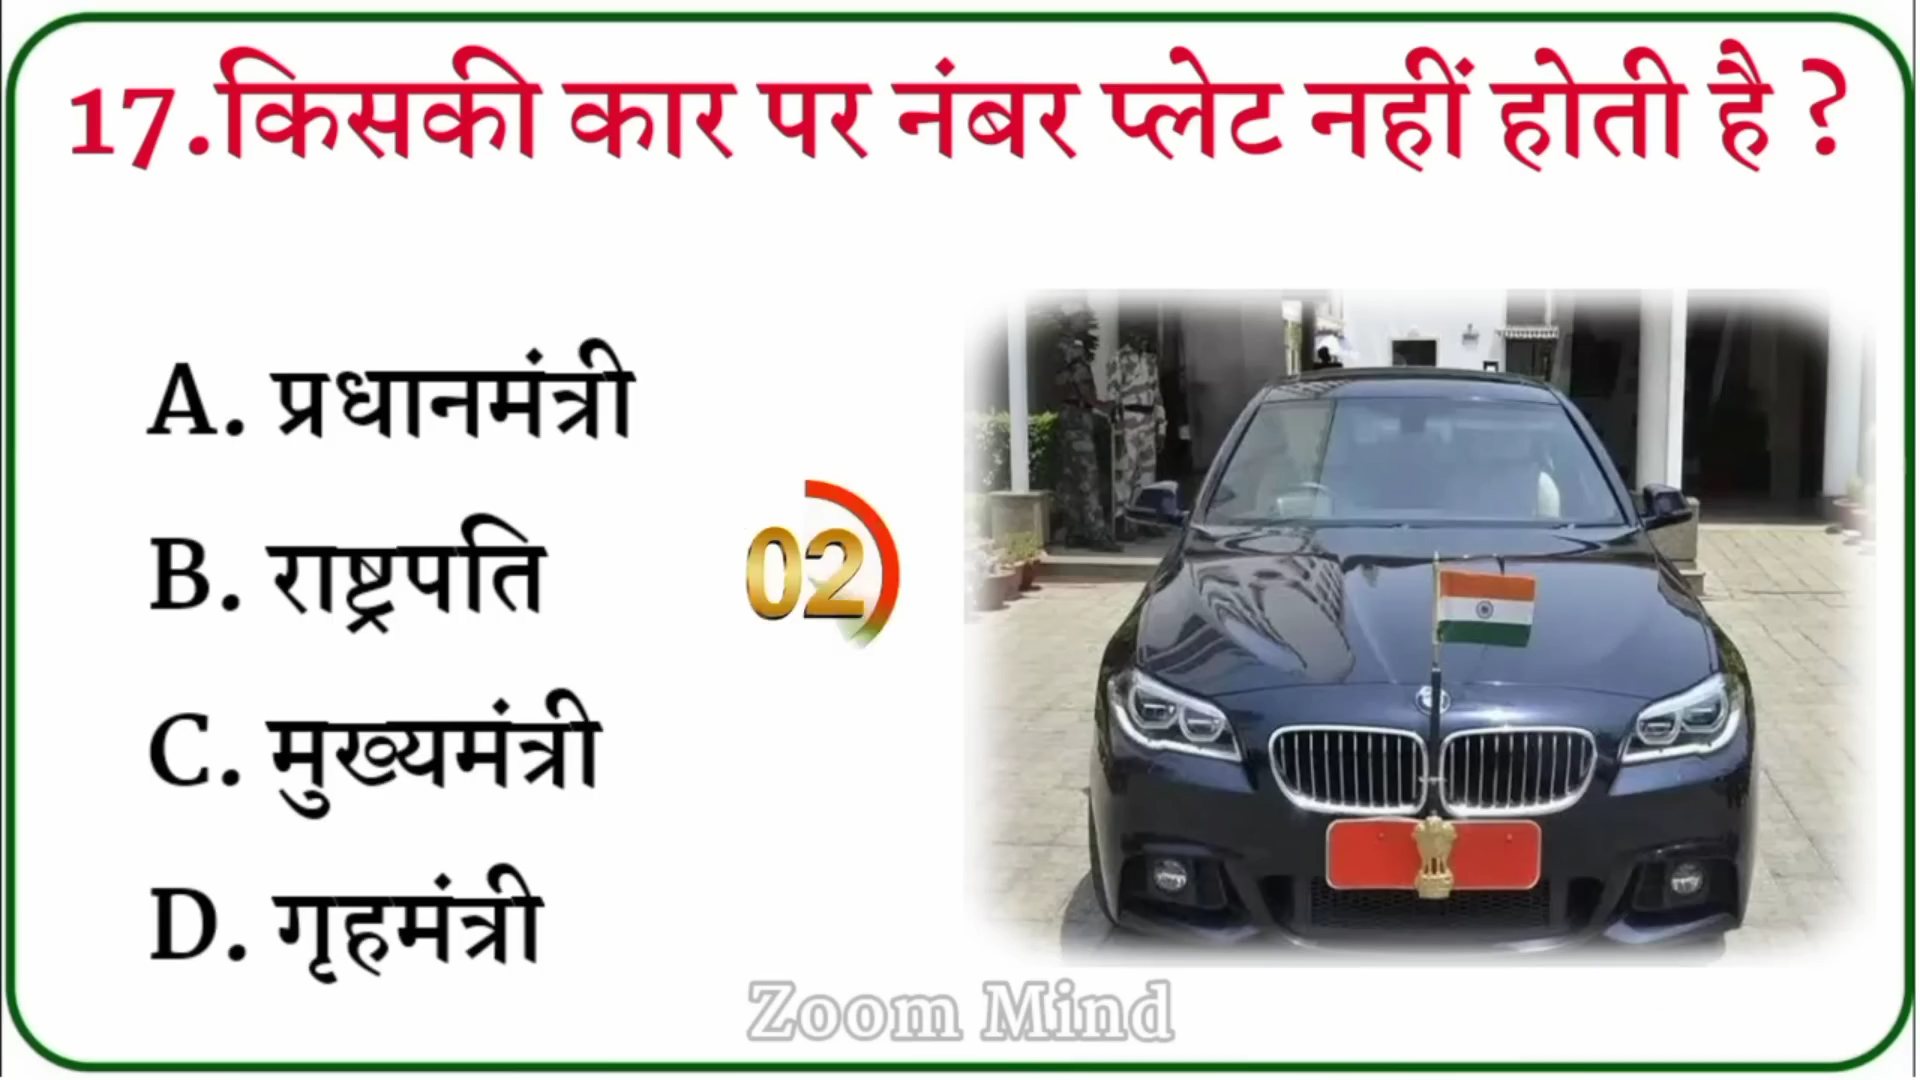 17.किसकी कार पर नंबर प्लेट नहीं होती है ?
A. प्रधानमंत्री
B. राष्ट्रपति
02
C. मुख्यमंत्री
D. गृहमंत्री
Zoom Mind